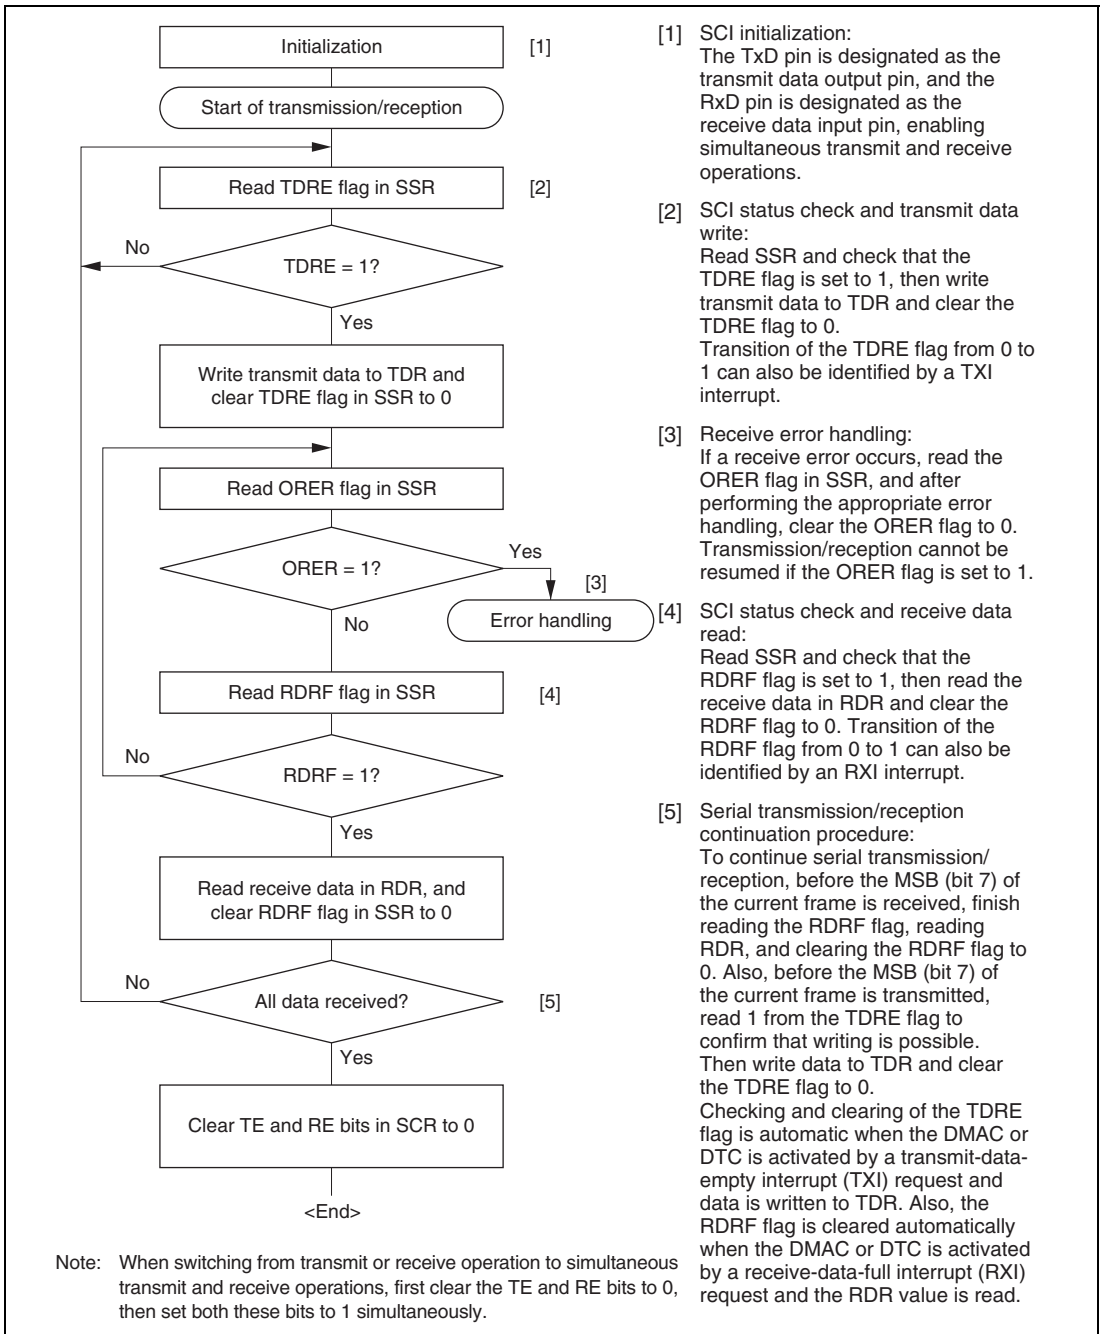 Initialization
[1]
Start of transmission/reception
Read TDRE flag in SSR
[2]
No
TDRE = 1?
Yes
Write transmit data to TDR and
clear TDRE flag in SSR to 0
Read ORER flag in SSR
ORER = 1?
Yes
[3]
Error handling
No
Read RDRF flag in SSR
[4]
No
RDRF = 1?
Yes
Read receive data in RDR, and
clear RDRF flag in SSR to 0
No
All data received?
[5]
Yes
Clear TE and RE bits in SCR to 0
<End>
[1] SCI initialization:
The TxD pin is designated as the
transmit data output pin, and the
RxD pin is designated as the
receive data input pin, enabling
simultaneous transmit and receive
operations.
[2] SCI status check and transmit data
write:
Read SSR and check that the
TDRE flag is set to 1, then write
transmit data to TDR and clear the
TDRE flag to 0.
Transition of the TDRE flag from 0 to
1 can also be identified by a TXI
interrupt.
[3] Receive error handling:
If a receive error occurs, read the
ORER flag in SSR, and after
performing the appropriate error
handling, clear the ORER flag to 0.
Transmission/reception cannot be
resumed if the ORER flag is set to 1.
[4] SCI status check and receive data
read:
Read SSR and check that the
RDRF flag is set to 1, then read the
receive data in RDR and clear the
RDRF flag to 0. Transition of the
RDRF flag from 0 to 1 can also be
identified by an RXI interrupt.
[5] Serial transmission/reception
continuation procedure:
To continue serial transmission/
reception, before the MSB (bit 7) of
the current frame is received, finish
reading the RDRF flag, reading
RDR, and clearing the RDRF flag to
0. Also, before the MSB (bit 7) of
the current frame is transmitted,
read 1 from the TDRE flag to
confirm that writing is possible.
Then write data to TDR and clear
the TDRE flag to 0.
Checking and clearing of the TDRE
flag is automatic when the DMAC or
DTC is activated by a transmit-data-
empty interrupt (TXI) request and
data is written to TDR. Also, the
RDRF flag is cleared automatically
when the DMAC or DTC is activated
by a receive-data-full interrupt (RXI)
request and the RDR value is read.
Note: When switching from transmit or receive operation to simultaneous
transmit and receive operations, first clear the TE and RE bits to 0,
then set both these bits to 1 simultaneously.